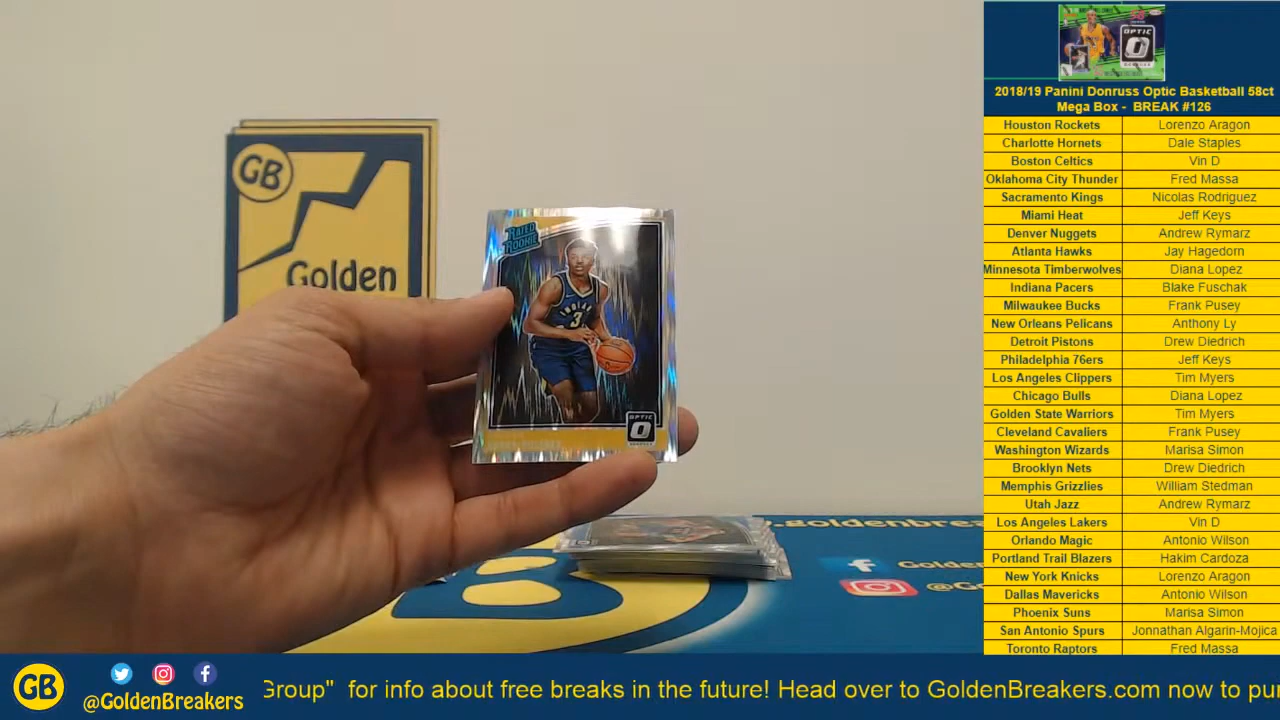 GB
Golden
RATED
ROOKIE
INDIANA
3
OPTIC
O
.goldenbrea
f Golden
@Go
OPTIC
O
2018/19 Panini Donruss Optic Basketball 58ct
Mega Box - BREAK #126
Houston Rockets Lorenzo Aragon
Charlotte Hornets Dale Staples
Boston Celtics Vin D
Oklahoma City Thunder Fred Massa
Sacramento Kings Nicolas Rodriguez
Miami Heat Jeff Keys
Denver Nuggets Andrew Rymarz
Atlanta Hawks Jay Hagedorn
Minnesota Timberwolves Diana Lopez
Indiana Pacers Blake Fuschak
Milwaukee Bucks Frank Pusey
New Orleans Pelicans Anthony Ly
Detroit Pistons Drew Diedrich
Philadelphia 76ers Jeff Keys
Los Angeles Clippers Tim Myers
Chicago Bulls Diana Lopez
Golden State Warriors Tim Myers
Cleveland Cavaliers Frank Pusey
Washington Wizards Marisa Simon
Brooklyn Nets Drew Diedrich
Memphis Grizzlies William Stedman
Utah Jazz Andrew Rymarz
Los Angeles Lakers Vin D
Orlando Magic Antonio Wilson
Portland Trail Blazers Hakim Cardoza
New York Knicks Lorenzo Aragon
Dallas Mavericks Antonio Wilson
Phoenix Suns Marisa Simon
San Antonio Spurs Jonnathan Algarin-Mojica
Toronto Raptors Fred Massa
GB
@GoldenBreakers
Group" for info about free breaks in the future! Head over to GoldenBreakers.com now to pur